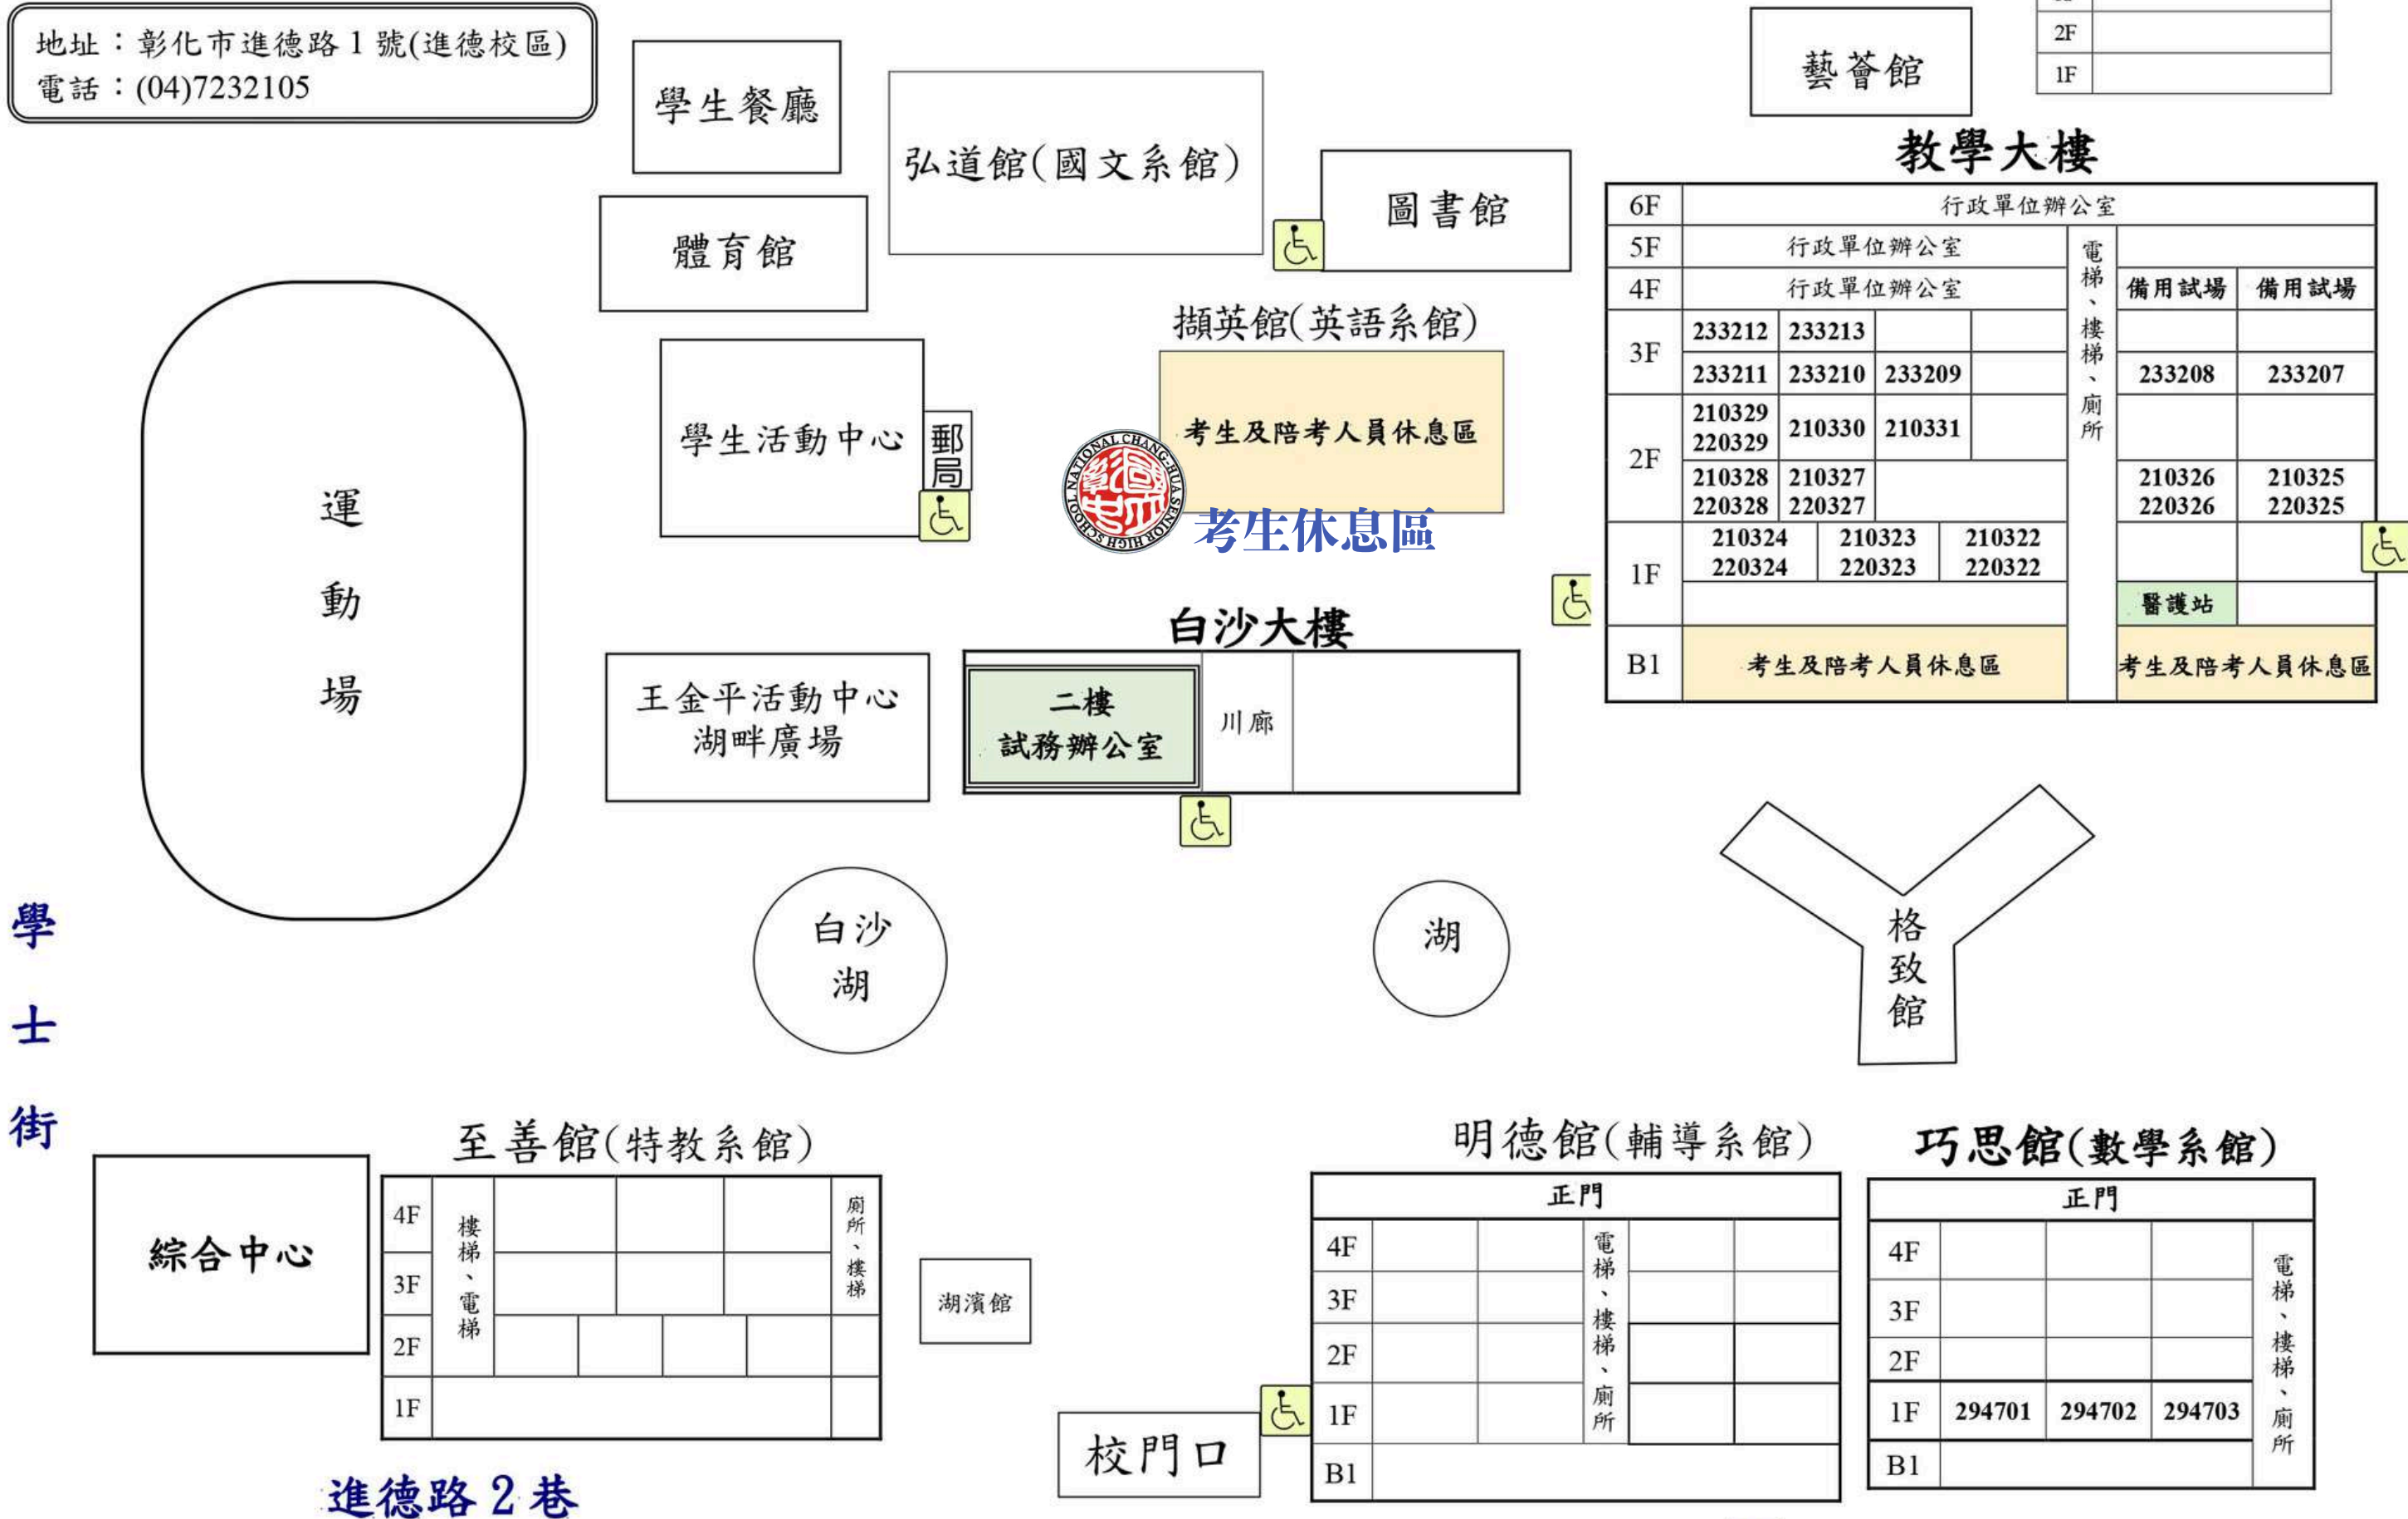 地址：彰化市進德路 1 號(進德校區)
電話：(04)7232105
學生餐廳
弘道館(國文系館)
圖書館
藝薈館
2F
1F
體育館
運
動
場
學生活動中心
郵
局
擷英館(英語系館)
考生及陪考人員休息區
NATIONAL CHANG-HUA SENIOR HIGH SCHOOL
考生休息區
教學大樓
6F 行政單位辦公室
5F 行政單位辦公室
電梯、樓梯、廁所
4F 行政單位辦公室 備用試場 備用試場
3F
233212 233213
233211 233210 233209 233208 233207
2F
210329 210330 210331
220329
210328 210327 210326 210325
220328 220327 220326 220325
1F
210324 210323 210322
220324 220323 220322
醫護站
B1 考生及陪考人員休息區 考生及陪考人員休息區
王金平活動中心
湖畔廣場
白沙大樓
二樓
試務辦公室
川廊
白沙
湖
湖
格
致
館
學
士
街
綜合中心
至善館(特教系館)
4F
3F
2F
1F
樓梯、電梯
廁所、樓梯
湖濱館
校門口
明德館(輔導系館)
正門
4F
3F
2F
1F
B1
電梯、樓梯、廁所
巧思館(數學系館)
正門
4F
3F
2F
1F 294701 294702 294703
B1
電梯、樓梯、廁所
進德路 2 巷